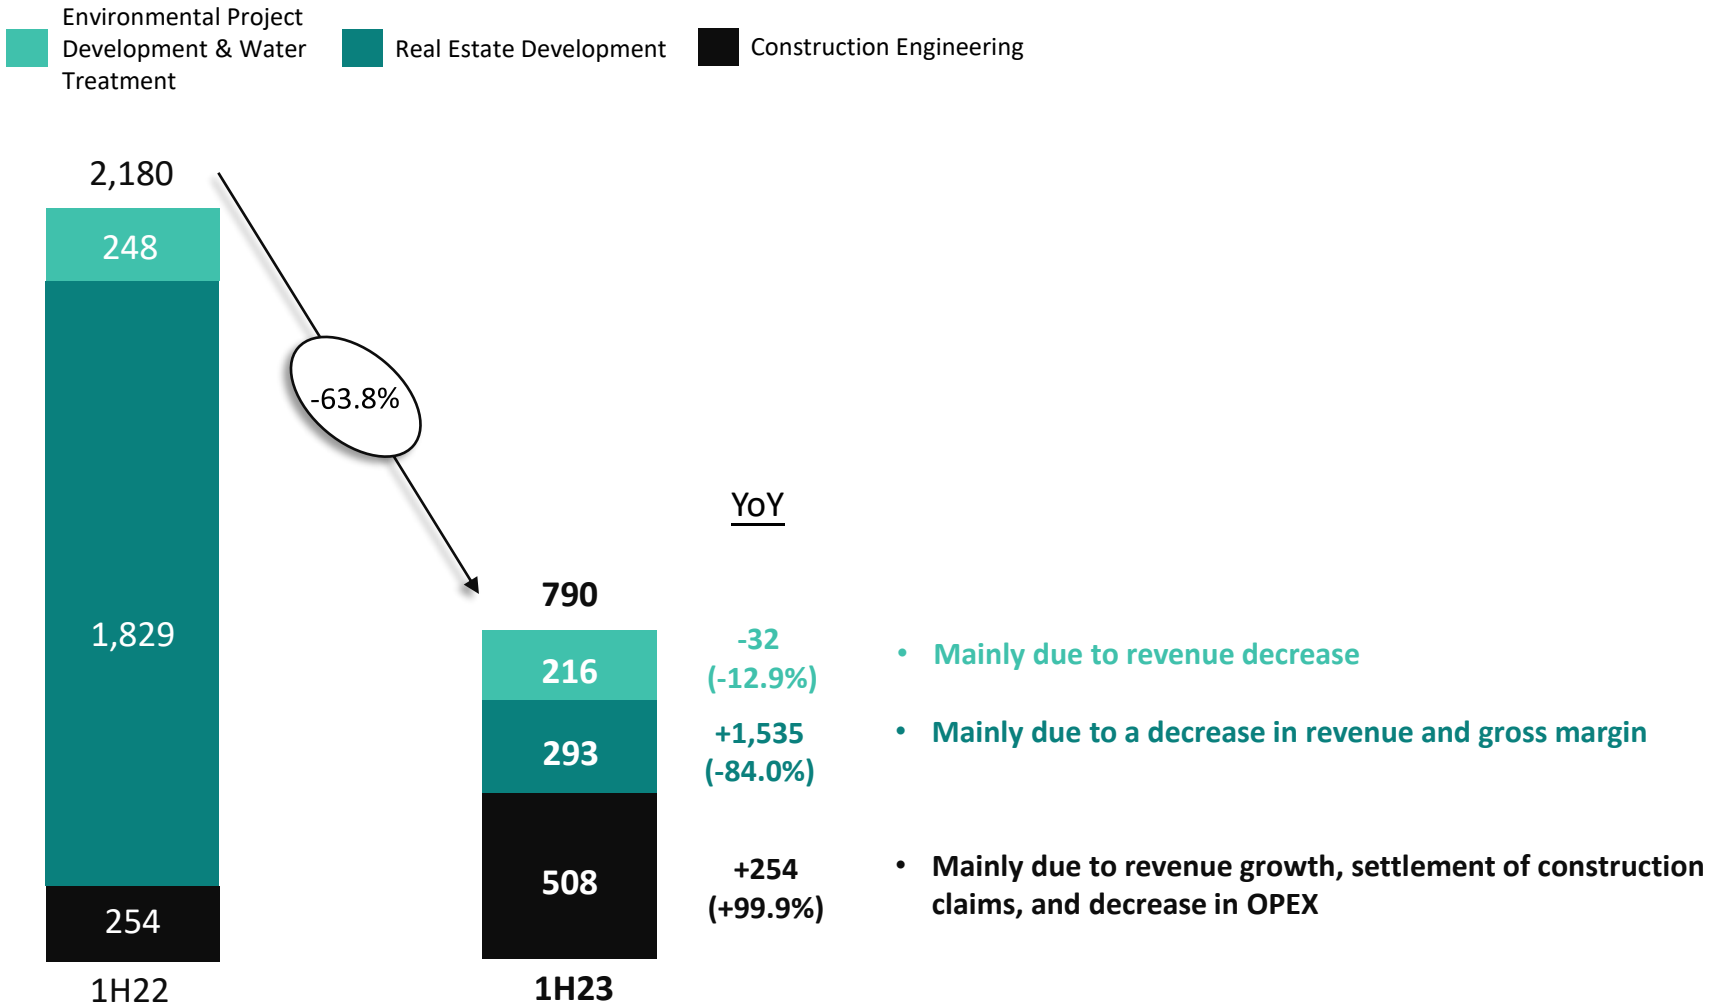 Environmental Project
Development & Water
Treatment
Real Estate Development
Construction Engineering
2,180
248
1,829
254
1H22
-63.8%
790
216
293
508
1H23
YoY
-32
(-12.9%)
+1,535
(-84.0%)
+254
(+99.9%)
• Mainly due to revenue decrease
• Mainly due to a decrease in revenue and gross margin
• Mainly due to revenue growth, settlement of construction
claims, and decrease in OPEX